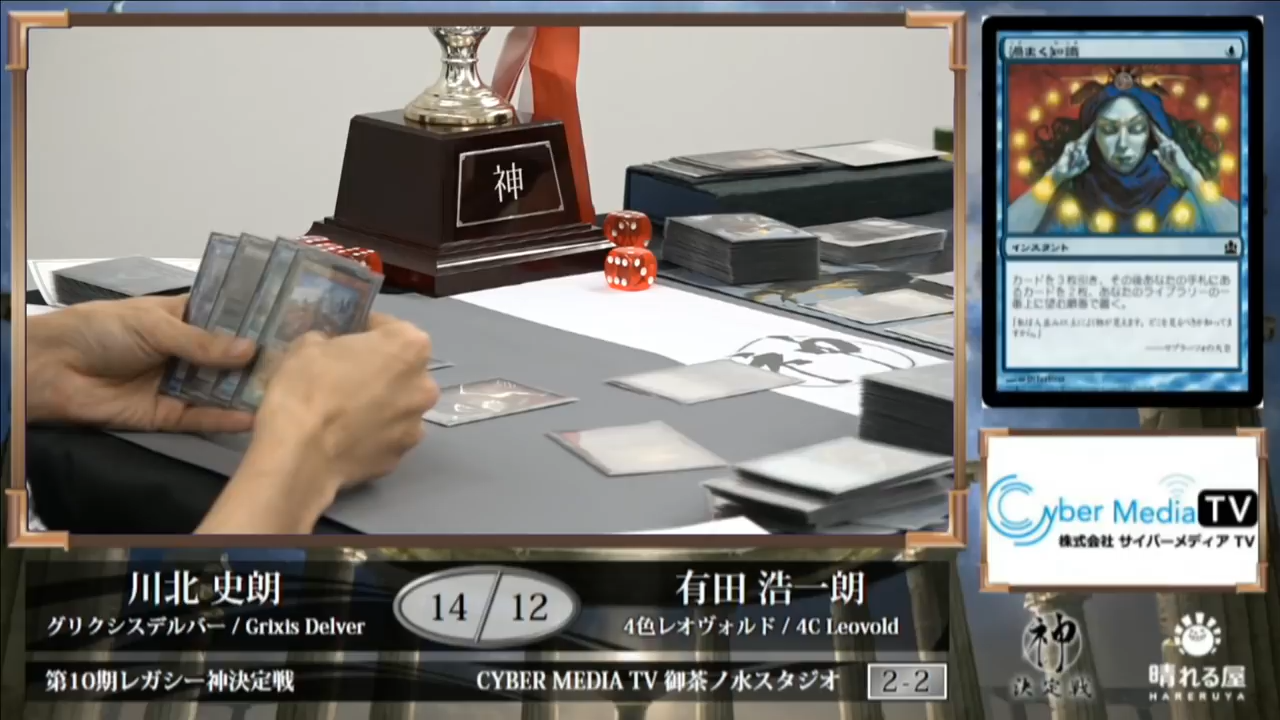 神
渦まく知識
インスタント
カードを3枚引き、その後あなたの手札にあ
るカードを2枚、あなたのライブラリーの一
番上に望む順番で置く。
Cyber Media TV
株式会社 サイバーメディア TV
川北 史朗
グリクシスデルバー / Grixis Delver
14 / 12
有田 浩一朗
4色レオヴォルド / 4C Leovold
第10期レガシー神決定戦
CYBER MEDIA TV 御茶ノ水スタジオ
2-2
神
決定戦
晴れる屋
HARERUYA